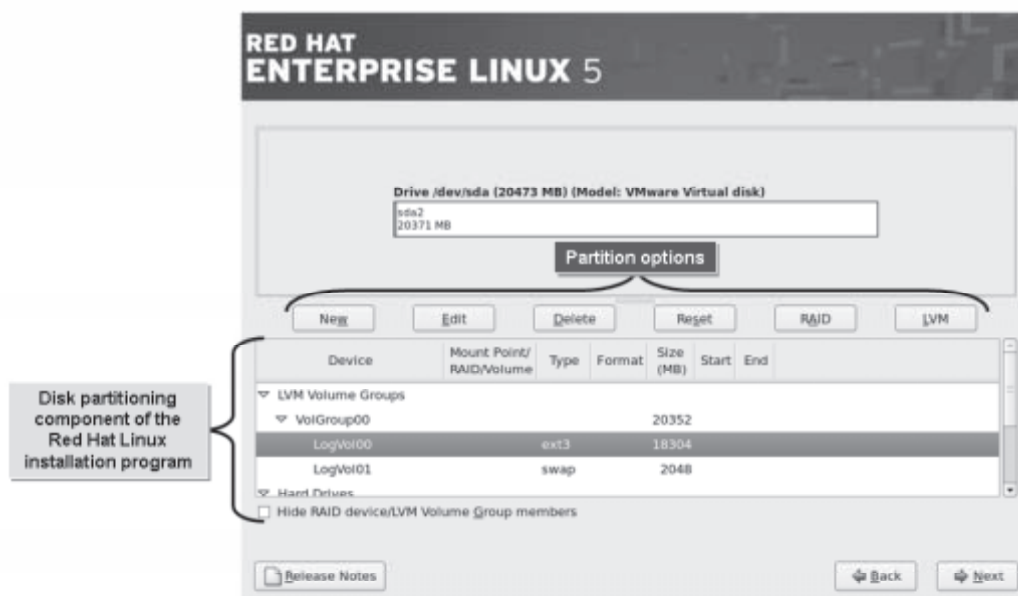 RED HAT
ENTERPRISE LINUX 5
Drive /dev/sda (20473 MB) (Model: VMware Virtual disk)
sda2
20371 MB
Partition options
New Edit Delete Reset RAID LVM
Device Mount Point/ RAID/Volume Type Format Size (MB) Start End
LVM Volume Groups
VolGroup00 20352
LogVol00 ext3 18304
LogVol01 swap 2048
Hard Drives
Hide RAID device/LVM Volume Group members
Disk partitioning
component of the
Red Hat Linux
installation program
Release Notes Back Next